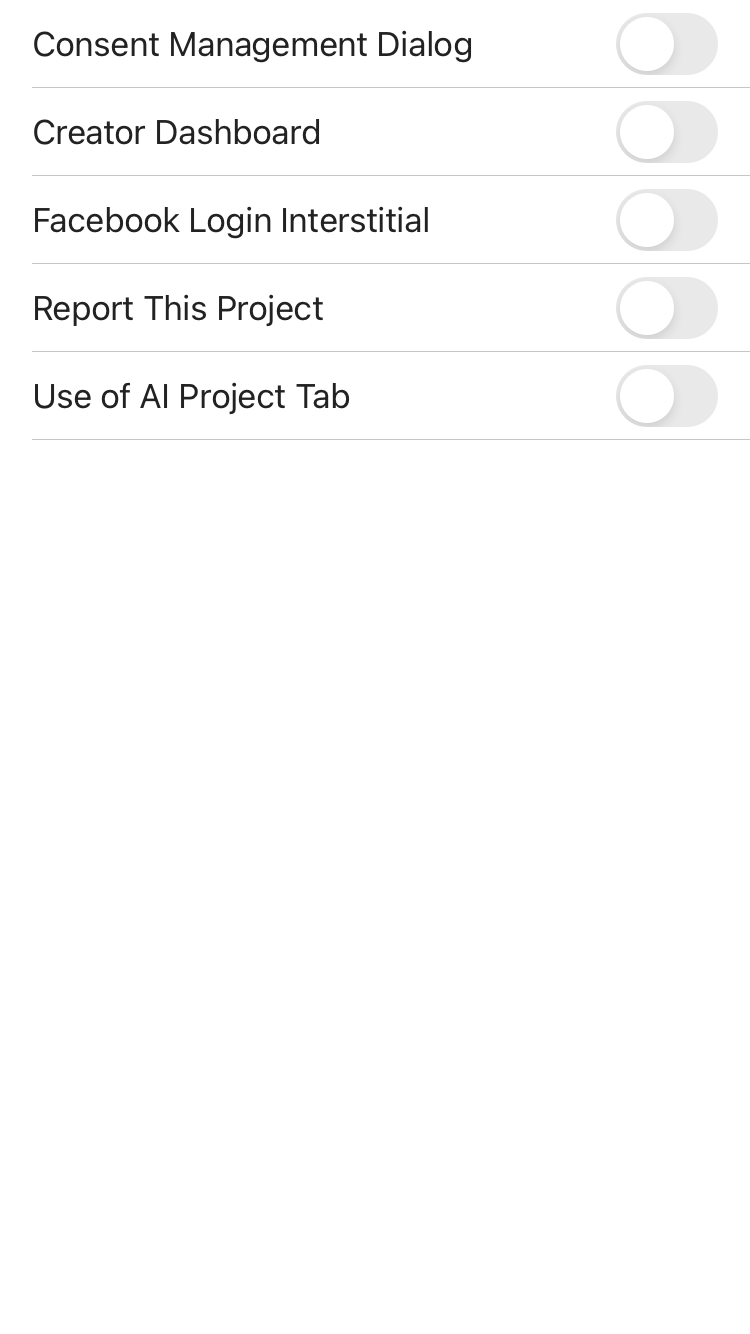 Consent Management Dialog
Creator Dashboard
Facebook Login Interstitial
Report This Project
Use of AI Project Tab